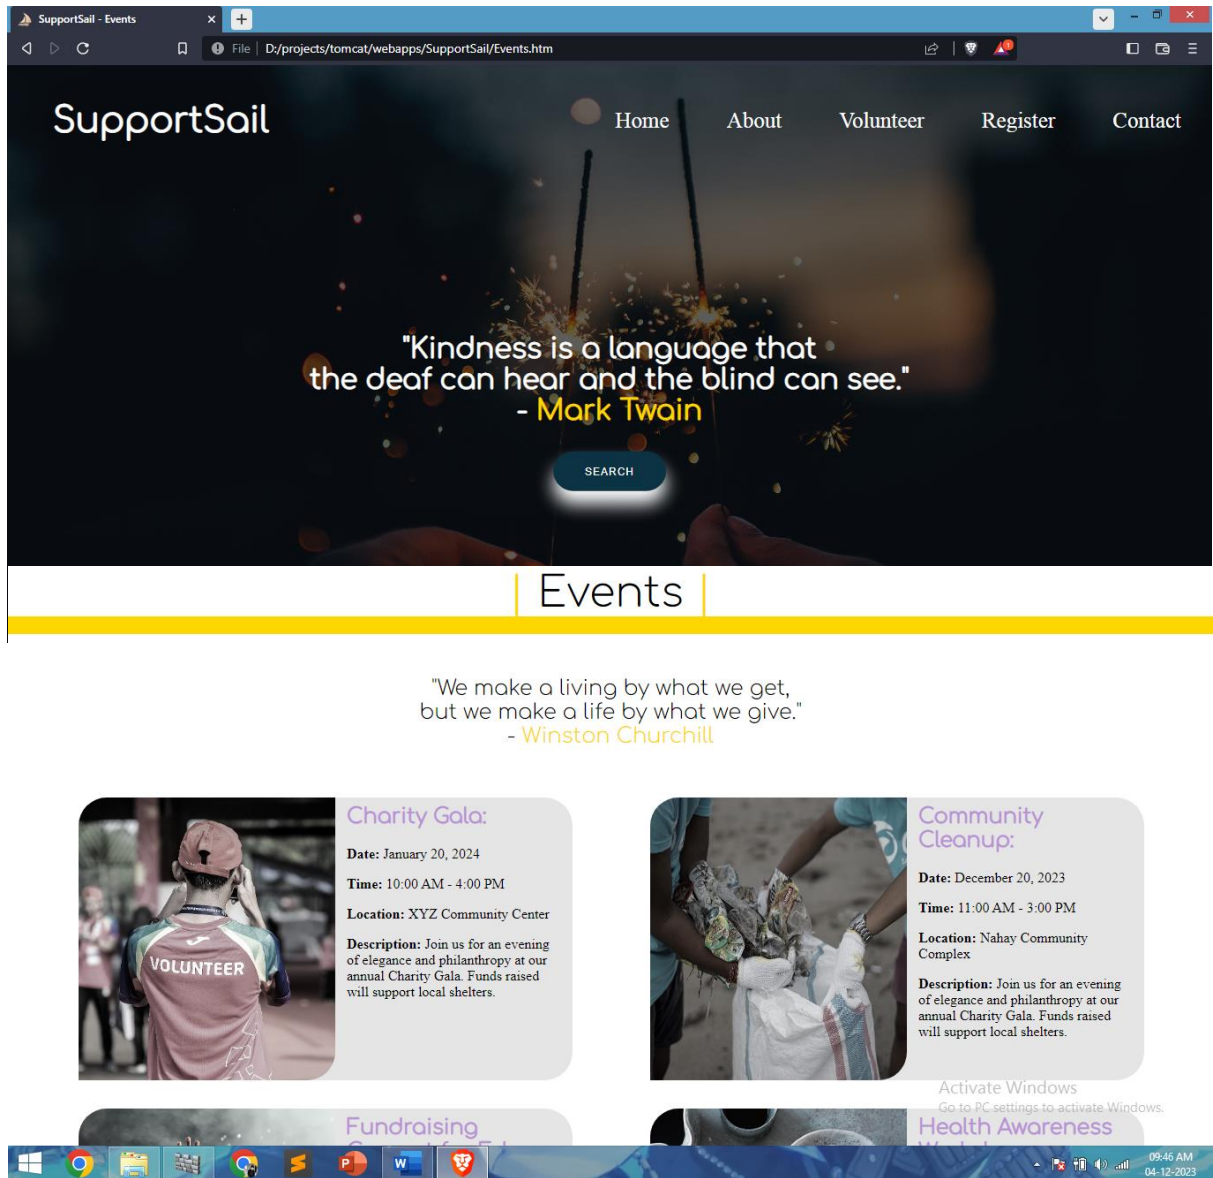 SupportSail - Events
File
D:/projects/tomcat/webapps/SupportSail/Events.htm
SupportSail
Home
About
Volunteer
Register
Contact
"Kindness is a language that
the deaf can hear and the blind can see."
- Mark Twain
SEARCH
Events
"We make a living by what we get,
but we make a life by what we give."
- Winston Churchill
VOLUNTEER
Charity Gala:
Date: January 20, 2024
Time: 10:00 AM - 4:00 PM
Location: XYZ Community Center
Description: Join us for an evening
of elegance and philanthropy at our
annual Charity Gala. Funds raised
will support local shelters.
Community
Cleanup:
Date: December 20, 2023
Time: 11:00 AM - 3:00 PM
Location: Nahay Community
Complex
Description: Join us for an evening
of elegance and philanthropy at our
annual Charity Gala. Funds raised
will support local shelters.
Activate Windows
Go to PC settings to activate Windows.
Fundraising
Health Awareness
09:46 AM
04-12-2023